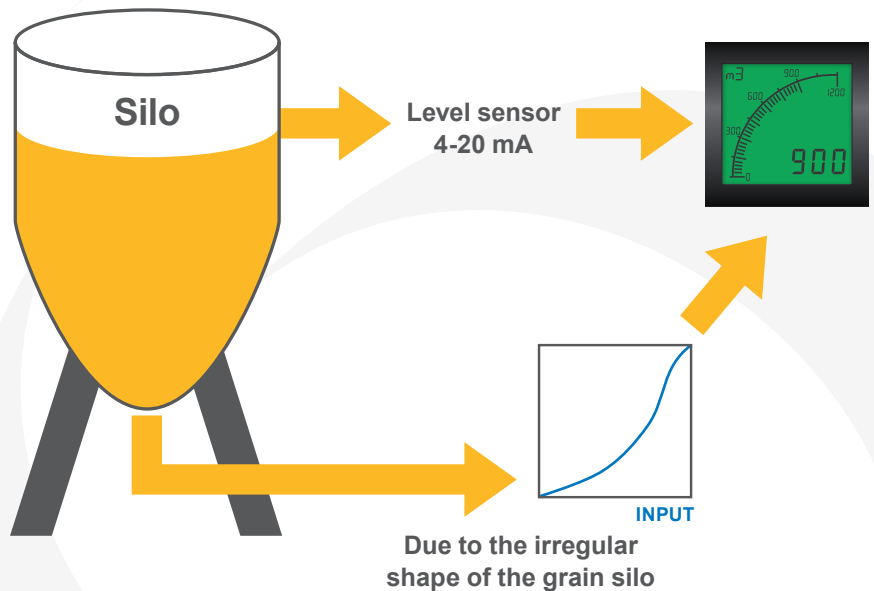 Silo
Level sensor
4-20 mA
m3
900
1200
600
300
0
900
INPUT
Due to the irregular
shape of the grain silo